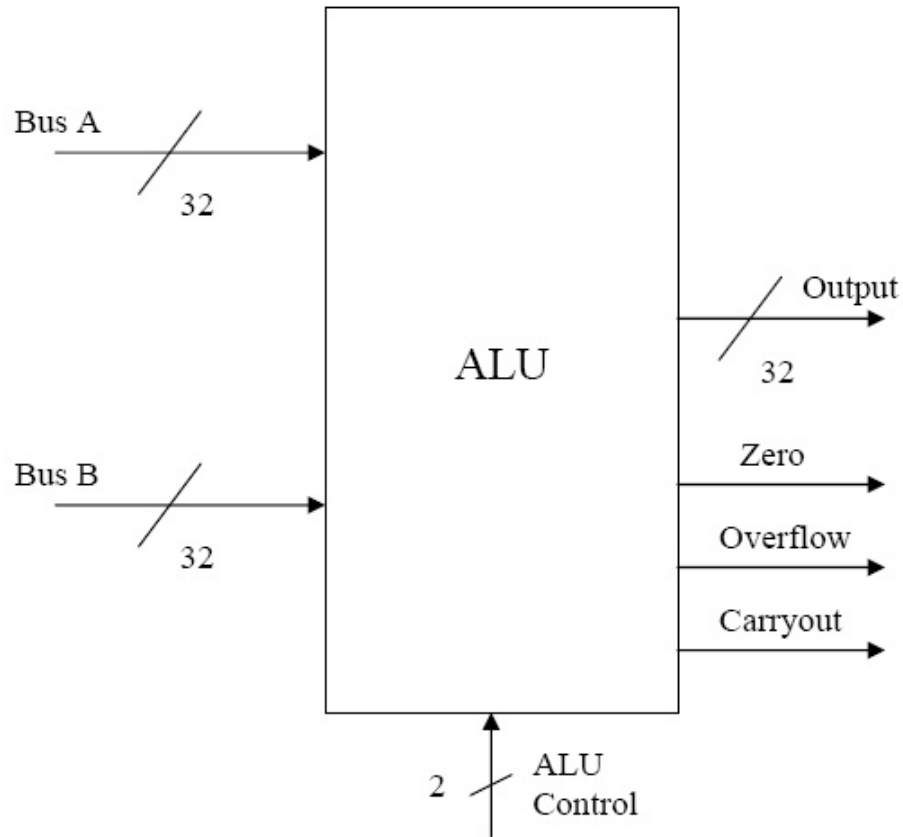 Bus A
32
Output
ALU
32
Bus B
Zero
32
Overflow
Carryout
2
ALU
Control